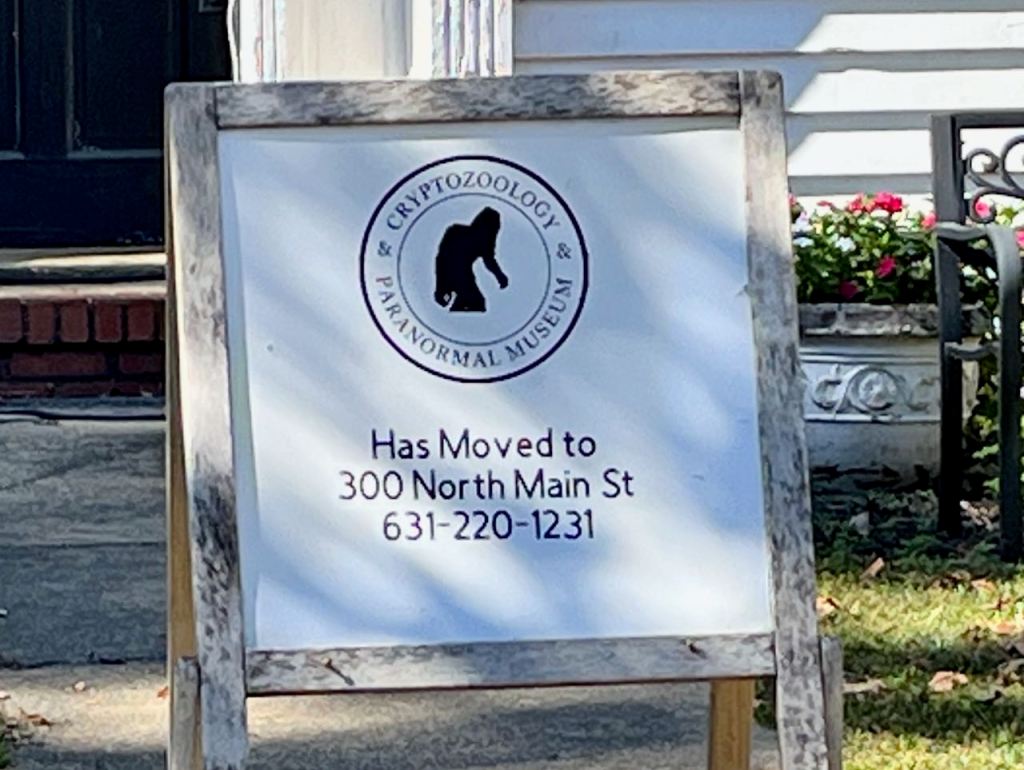 CRYPTOZOOLOGY
& &
PARANORMAL MUSEUM
Has Moved to
300 North Main St
631-220-1231